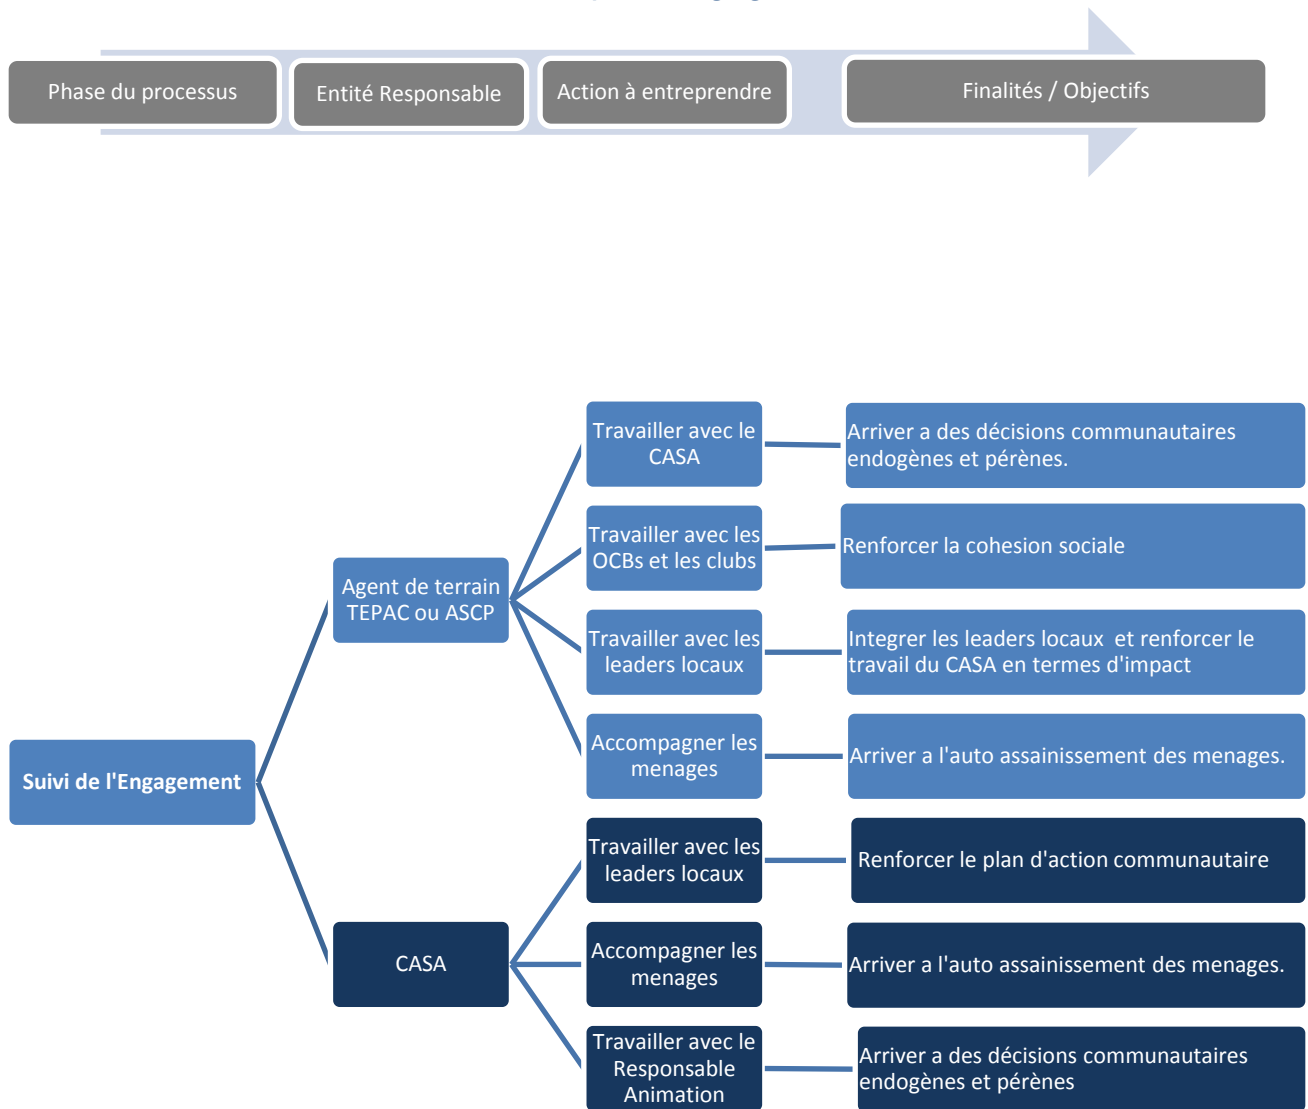 Phase du processus
Entité Responsable
Action à entreprendre
Finalités / Objectifs
Travailler avec le
CASA
Arriver a des décisions communautaires
endogènes et pérènes.
Travailler avec les
OCBs et les clubs
Renforcer la cohesion sociale
Agent de terrain
TEPAC ou ASCP
Travailler avec les
leaders locaux
Integrer les leaders locaux et renforcer le
travail du CASA en termes d'impact
Accompagner les
menages
Arriver a l'auto assainissement des menages.
Suivi de l'Engagement
Travailler avec les
leaders locaux
Renforcer le plan d'action communautaire
CASA
Accompagner les
menages
Arriver a l'auto assainissement des menages.
Travailler avec le
Responsable
Animation
Arriver a des décisions communautaires
endogènes et pérènes